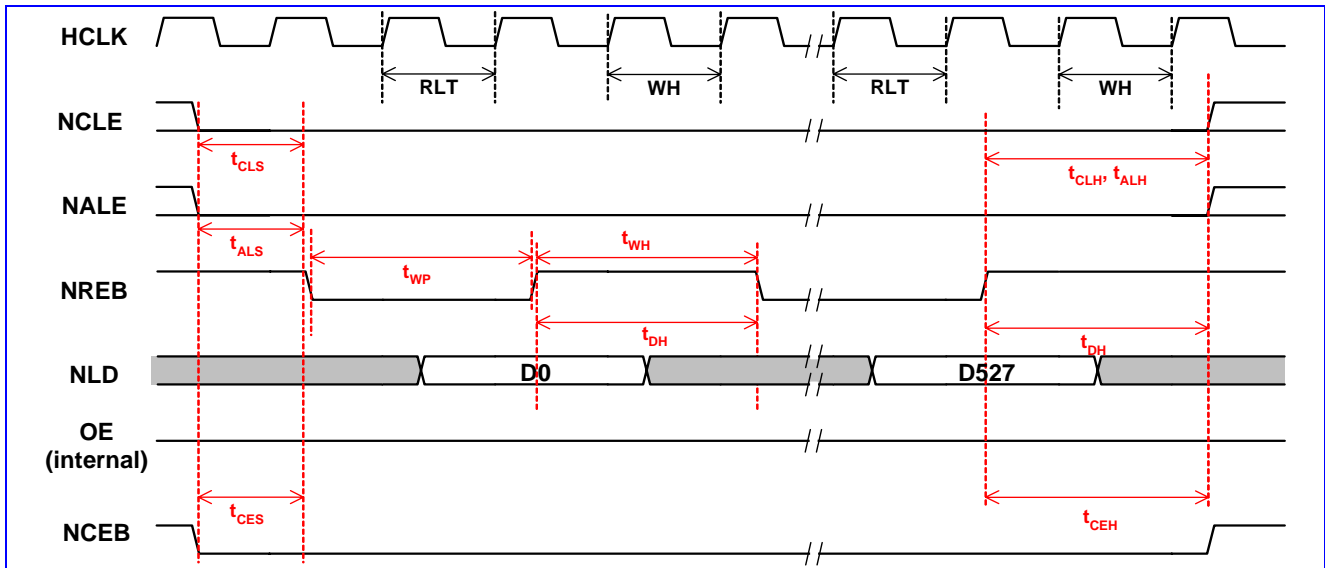 HCLK
RLT
WH
RLT
WH
NCLE
tCLS
tCLH, tALH
NALE
tALS
tWH
NREB
tWP
tDH
tDH
NLD
D0
D527
OE
(internal)
tCES
tCEH
NCEB